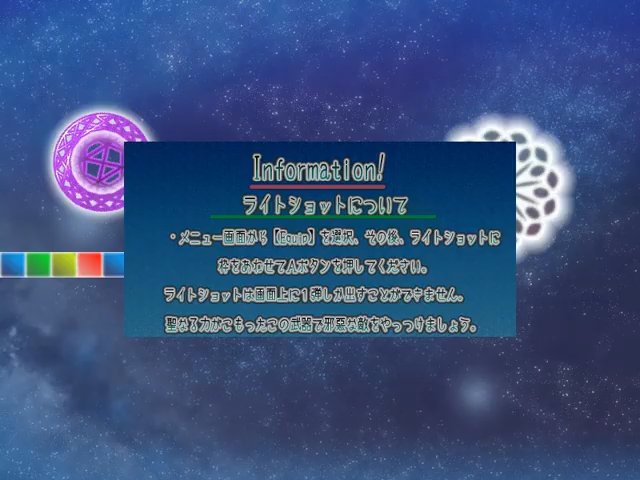 Information!
ライトショットについて
・メニュー画面から【Equip】を選択、その後、ライトショットに
枠をあわせてAボタンを押してください。
ライトショットは画面上に1弾しか出すことができません。
聖なる力がこもったこの武器で邪悪な敵をやっつけましょう。